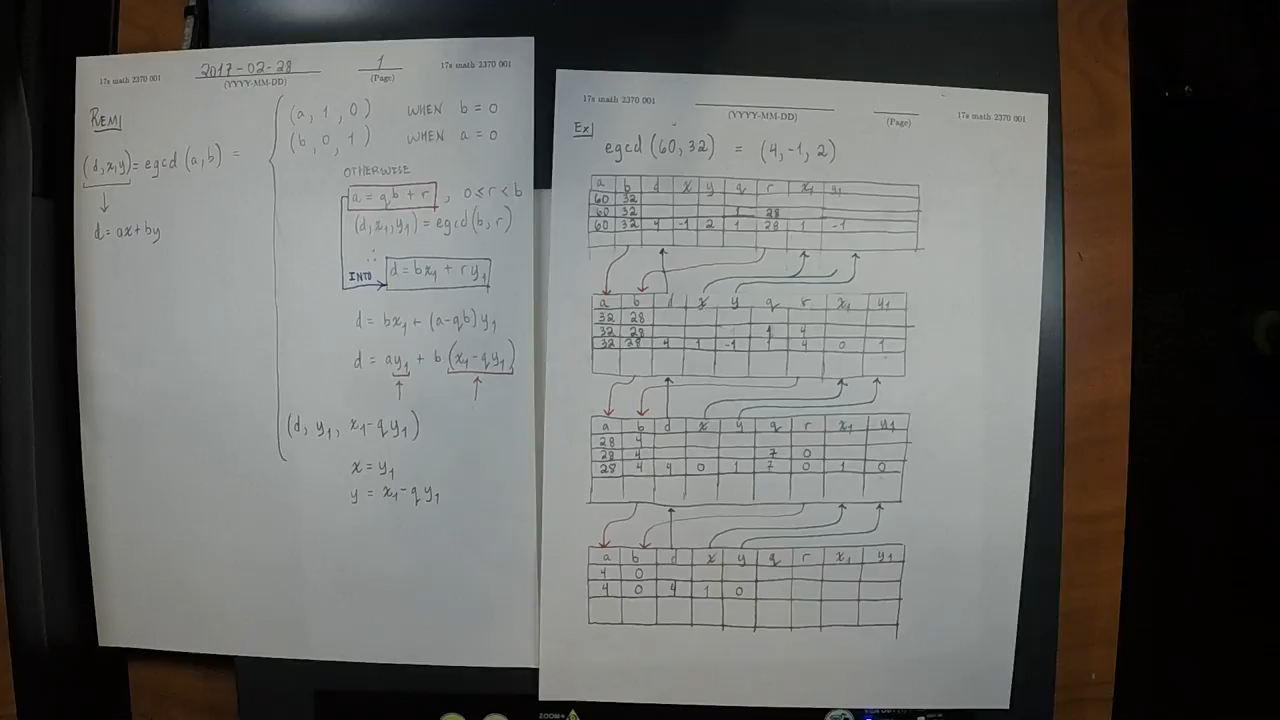 17s math 2370 001 2017-02-28 1 17s math 2370 001
(YYYY-MM-DD) (Page)
REM
(d,x,y) = egcd (a,b) =
d = ax+by
(a, 1, 0) WHEN b = 0
(b, 0, 1) WHEN a = 0
OTHERWISE
a = qb + r, 0 ≤ r < b
(d, x₁, y₁) = egcd (b, r)
∴
INTO d = bx₁ + ry₁
d = bx₁ + (a-qb) y₁
d = ay₁ + b (x₁-qy₁)
(d, y₁, x₁-qy₁)
x = y₁
y = x₁-qy₁
17s math 2370 001 17s math 2370 001
(YYYY-MM-DD) (Page)
Ex
egcd (60, 32) = (4, -1, 2)
a b d x y q r x₁ y₁
60 32
60 32 1 28
60 32 4 -1 2 1 28 1 -1
a b d x y q r x₁ y₁
32 28
32 28 1 4
32 28 4 1 -1 1 4 0 1
a b d x y q r x₁ y₁
28 4
28 4 7 0
28 4 4 0 1 7 0 1 0
a b d x y q r x₁ y₁
4 0
4 0 4 1 0
ZOOM+